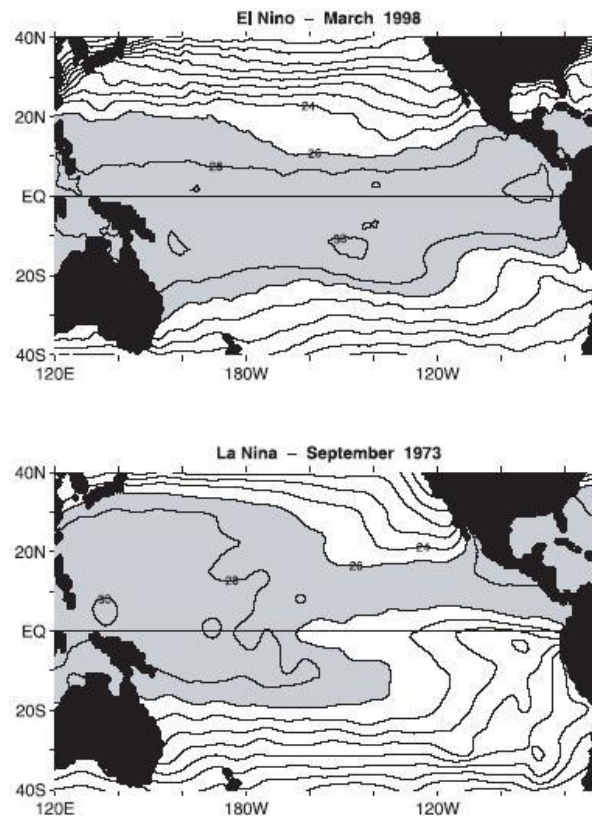 El Nino – March 1998
40N
24
20N
26
28
EQ
30
20S
40S
120E 180W 120W
La Nina – September 1973
40N
24
26
20N
28
30
EQ
20S
40S
120E 180W 120W